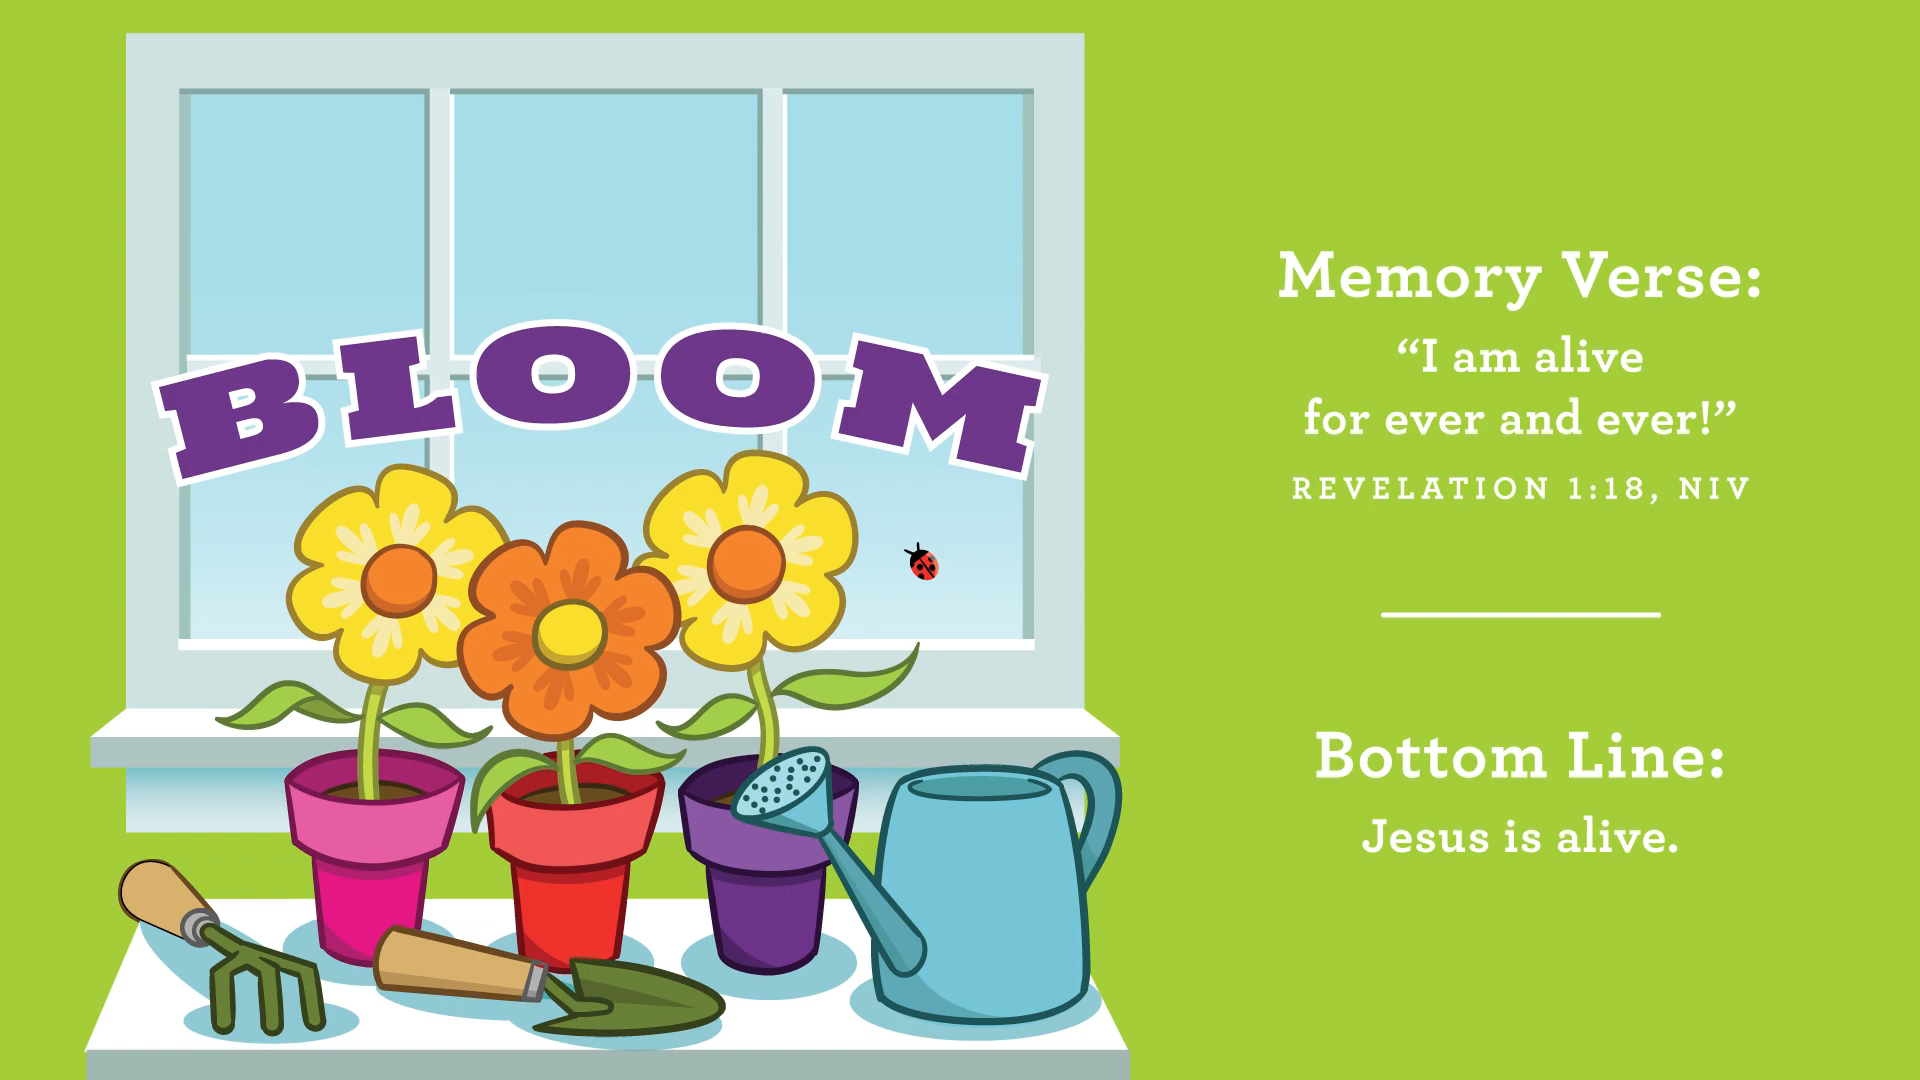 BLOOM
Memory Verse:
“I am alive
for ever and ever!”
REVELATION 1:18, NIV
Bottom Line:
Jesus is alive.